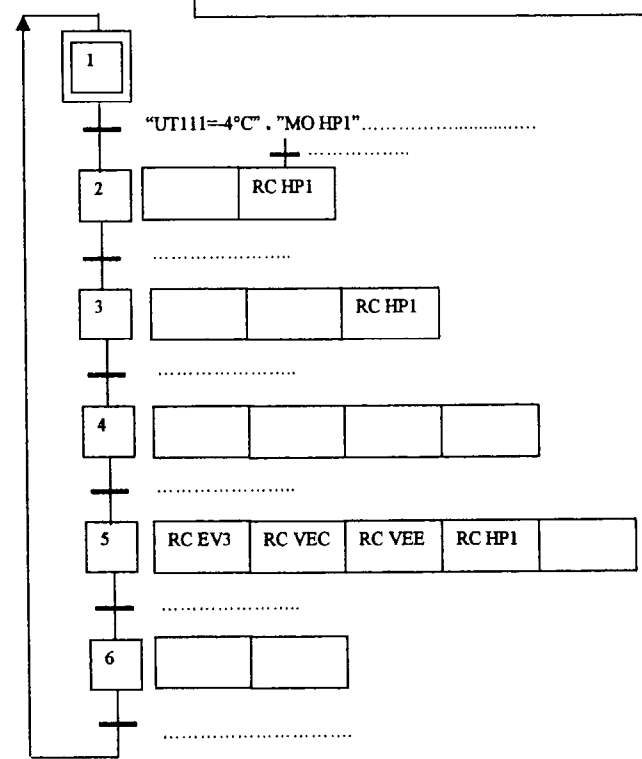 1
"UT111=-4°C" . "MO HP1"..............................
..................
2 RC HP1
......................
3 RC HP1
......................
4
......................
5 RC EV3 RC VEC RC VEE RC HP1
......................
6
..............................